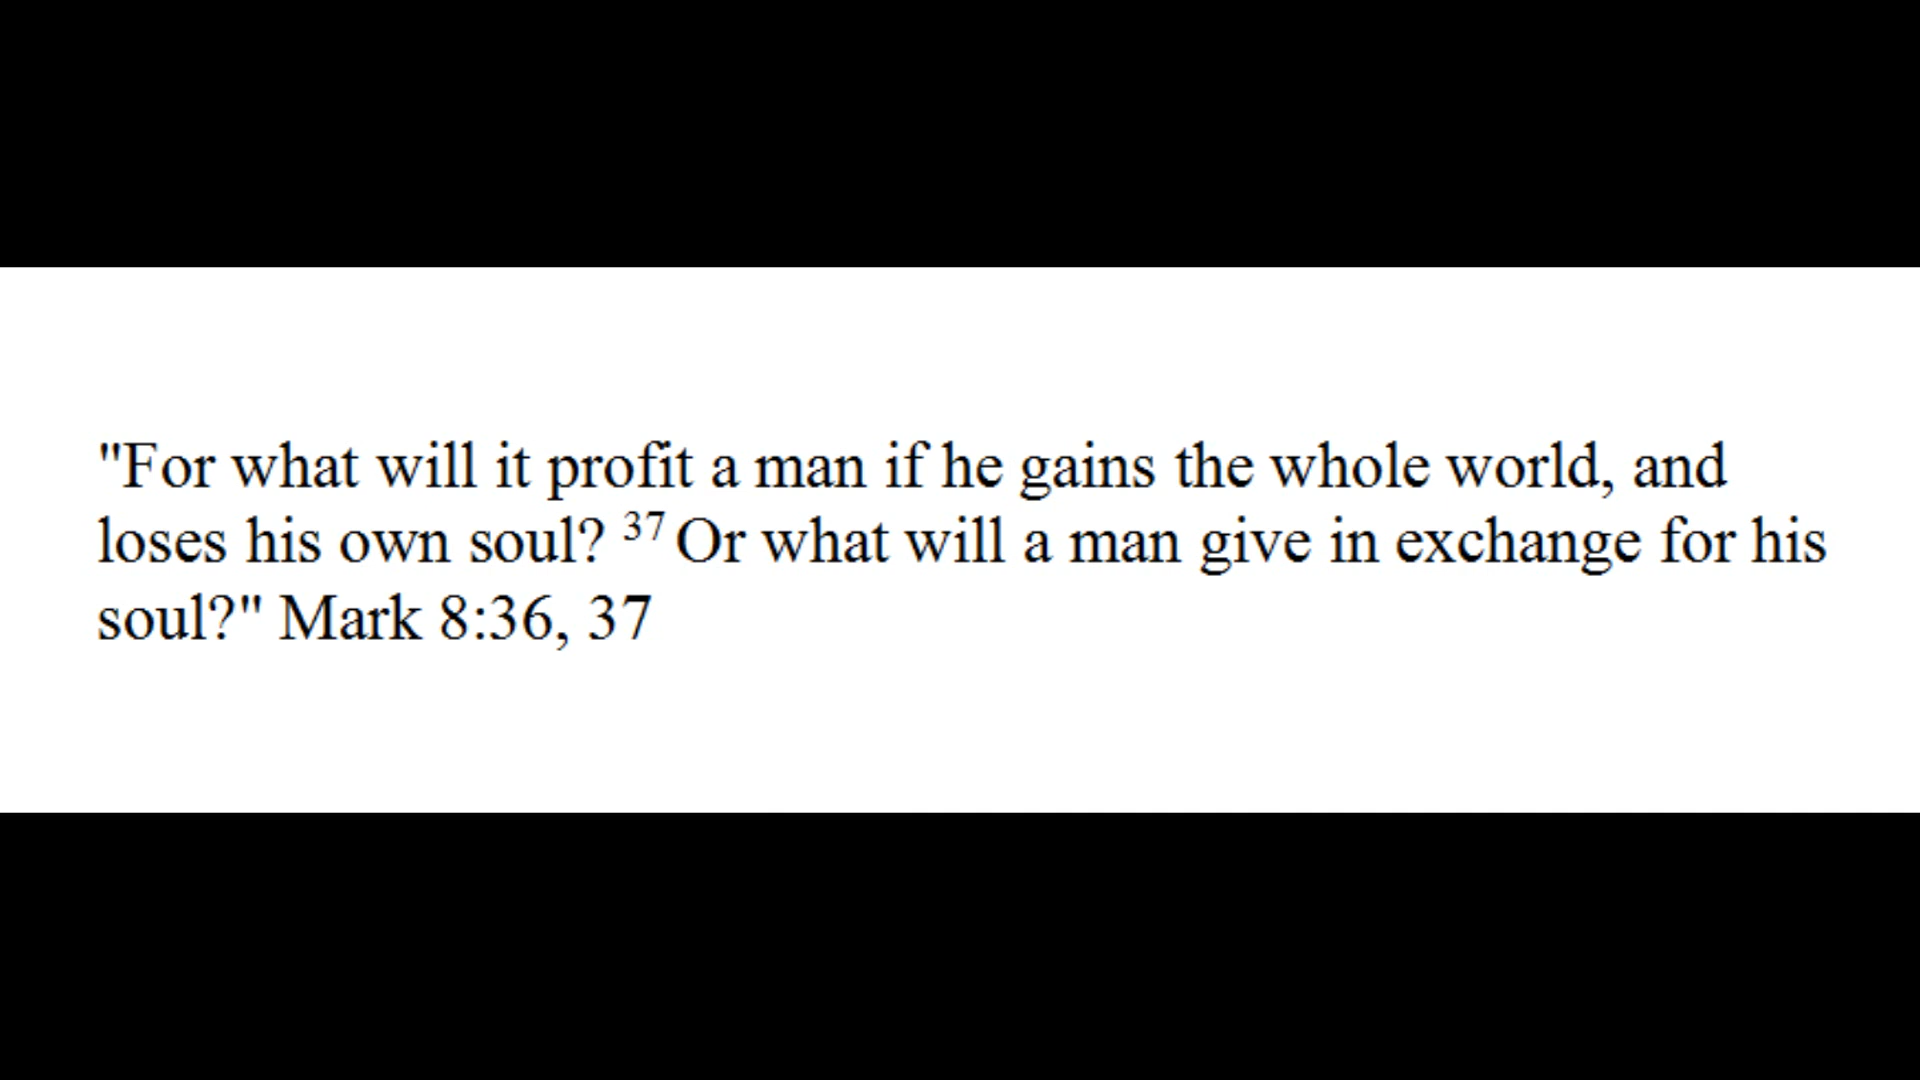 "For what will it profit a man if he gains the whole world, and
loses his own soul? 37 Or what will a man give in exchange for his
soul?" Mark 8:36, 37